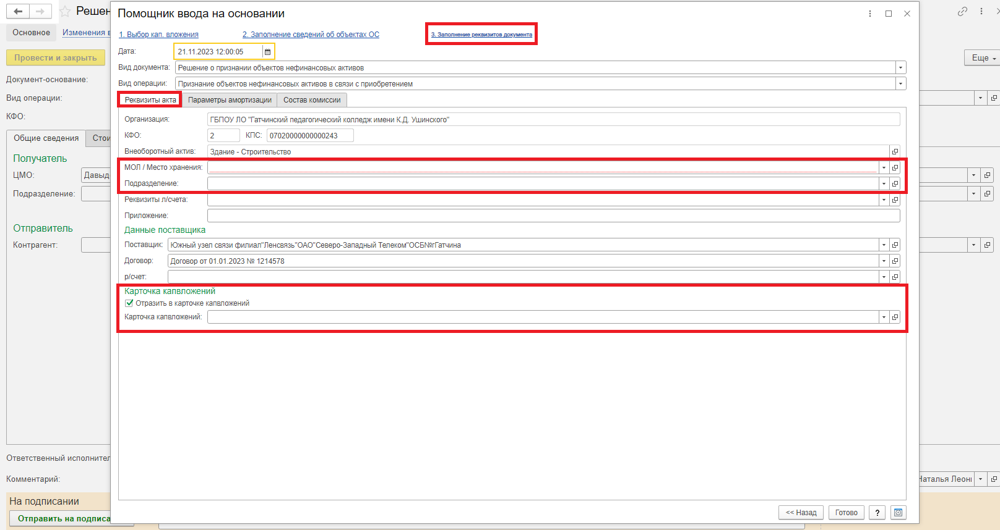 Решен
Помощник ввода на основании
Основное
Изменения в
1. Выбор кап. вложения
2. Заполнение сведений об объектах ОС
3. Заполнение реквизитов документа
Провести и закрыть
Еще
Дата:
21.11.2023 12:00:05
Вид документа:
Решение о признании объектов нефинансовых активов
Вид операции:
Признание объектов нефинансовых активов в связи с приобретением
Документ-основание:
Вид операции:
КФО:
Реквизиты акта
Параметры амортизации
Состав комиссии
Общие сведения
Стои
Организация:
ГБПОУ ЛО "Гатчинский педагогический колледж имени К.Д. Ушинского"
КФО:
2
КПС:
07020000000000243
Внеоборотный актив:
Здание - Строительство
Получатель
ЦМО:
Давыд
Подразделение:
МОЛ / Место хранения:
Подразделение:
Реквизиты л/счета:
Приложение:
Данные поставщика
Отправитель
Контрагент:
Поставщик:
Южный узел связи филиал"Ленсвязь"ОАО"Северо-Западный Телеком"ОСБ№гГатчина
Договор:
Договор от 01.01.2023 № 1214578
р/счет:
Карточка капвложений
Отразить в карточке капвложений
Карточка капвложений:
Ответственный исполнител
Комментарий:
Наталья Леон
На подписании
Отправить на подписа
<< Назад
Готово
?